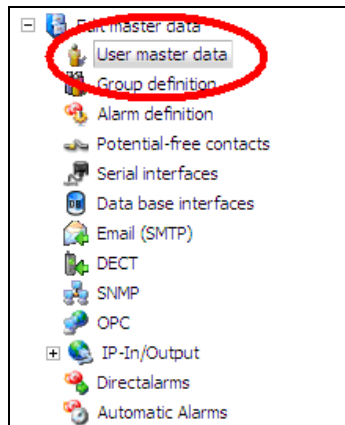 Edit master data
User master data
Group definition
Alarm definition
Potential-free contacts
Serial interfaces
Data base interfaces
Email (SMTP)
DECT
SNMP
OPC
IP-In/Output
Directalarms
Automatic Alarms